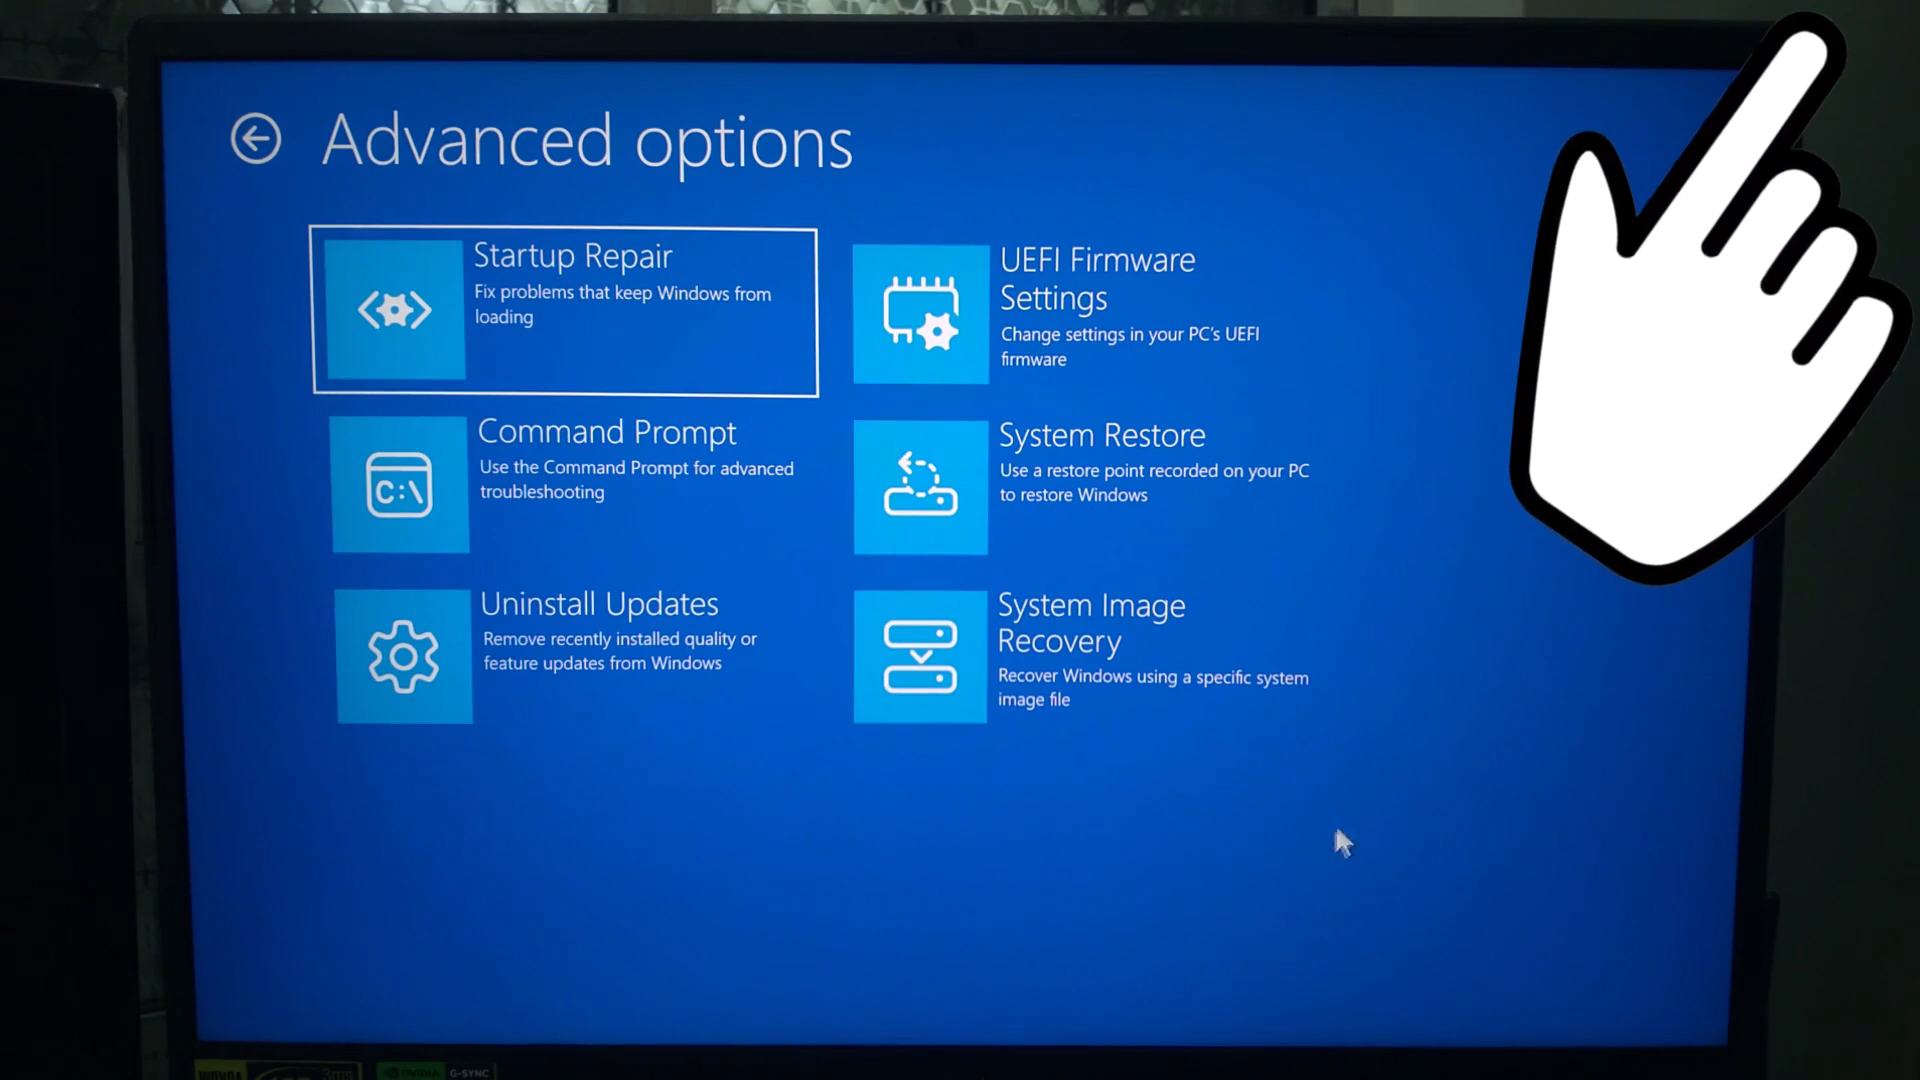 Advanced options
Startup Repair
Fix problems that keep Windows from
loading
UEFI Firmware
Settings
Change settings in your PC's UEFI
firmware
Command Prompt
Use the Command Prompt for advanced
troubleshooting
C:\
System Restore
Use a restore point recorded on your PC
to restore Windows
Uninstall Updates
Remove recently installed quality or
feature updates from Windows
System Image
Recovery
Recover Windows using a specific system
image file
3ms
NVIDIA G-SYNC